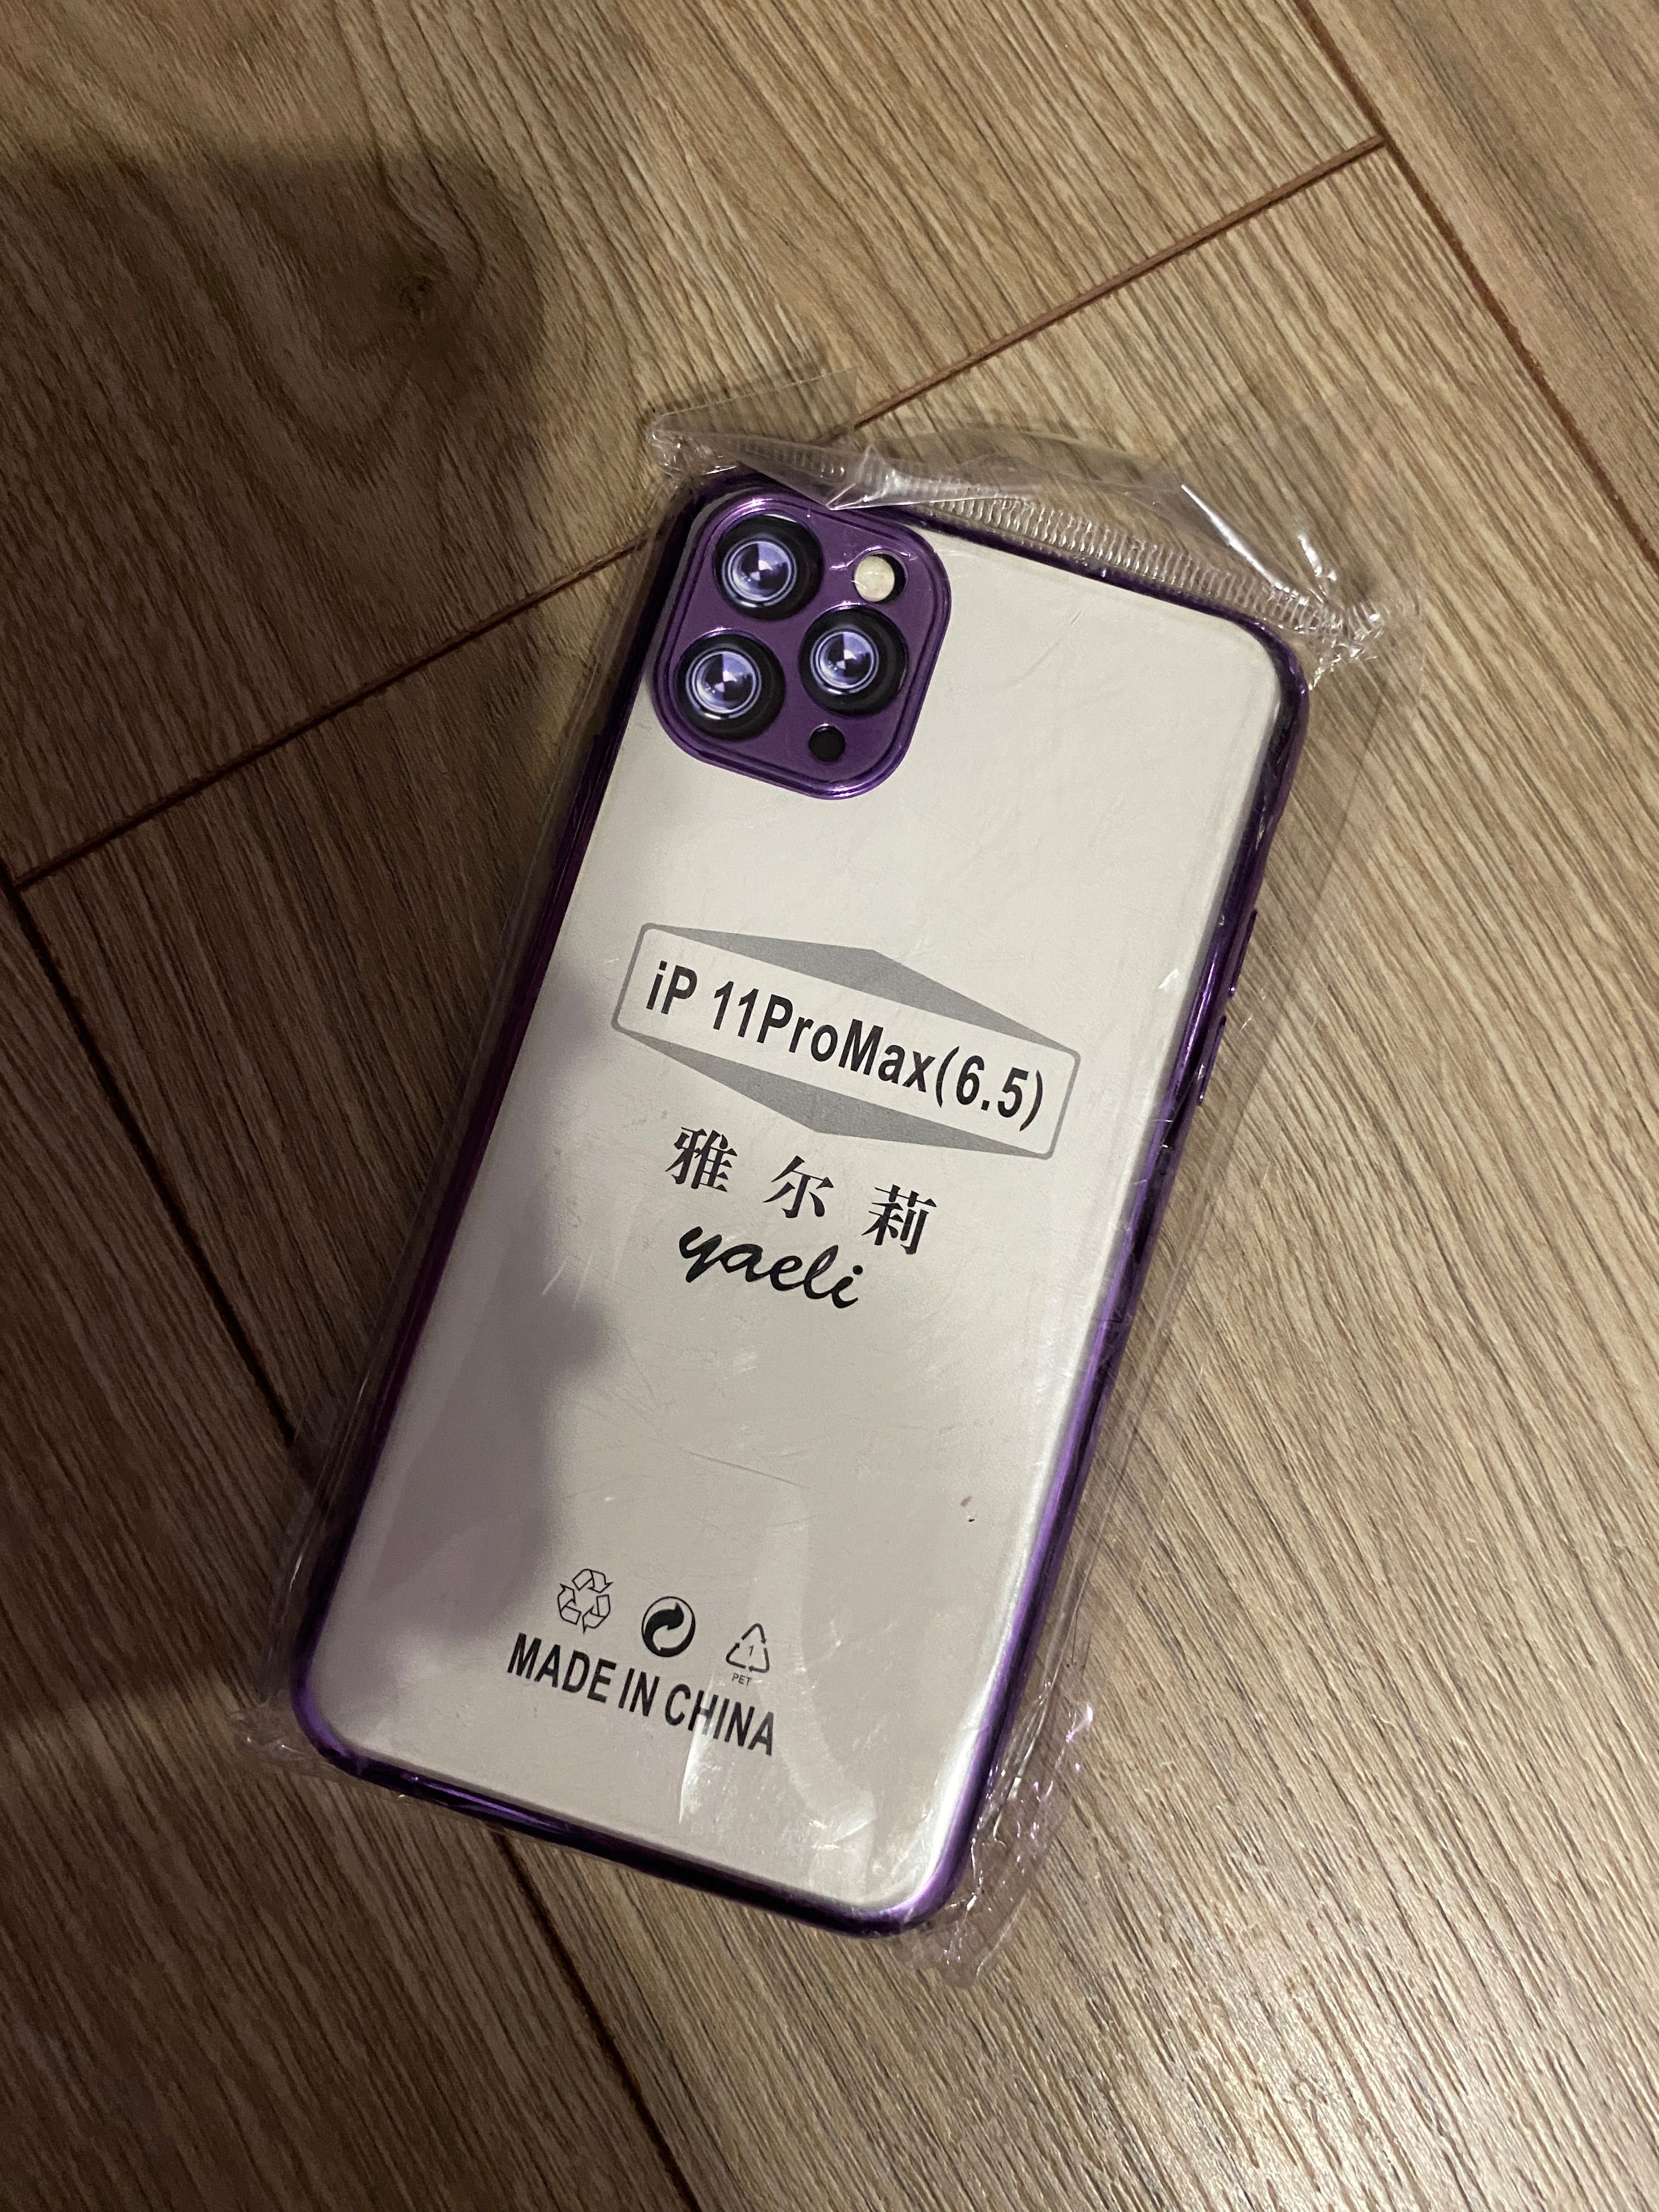 iP 11ProMax(6.5)
雅尔莉
yaeli
1
PET
MADE IN CHINA